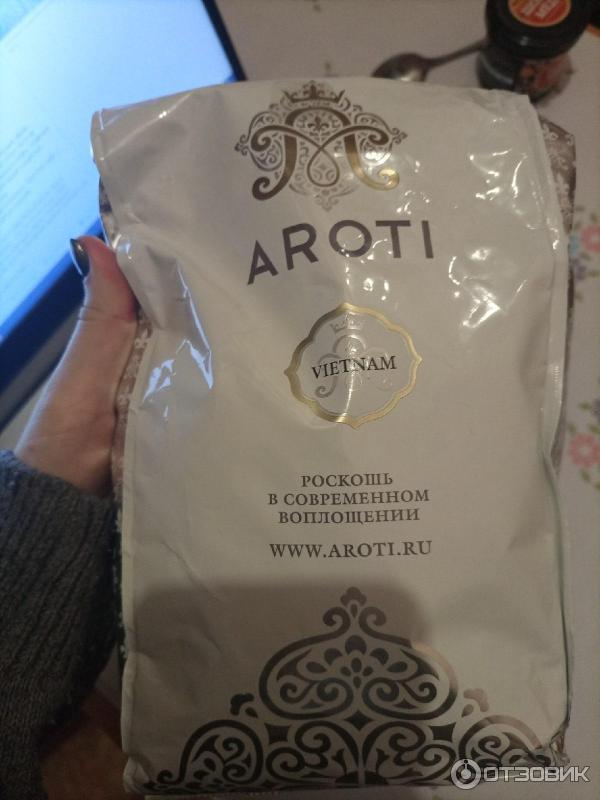 AROTI
VIETNAM
РОСКОШЬ
В СОВРЕМЕННОМ
ВОПЛОЩЕНИИ
WWW.AROTI.RU
ОТЗОВИК